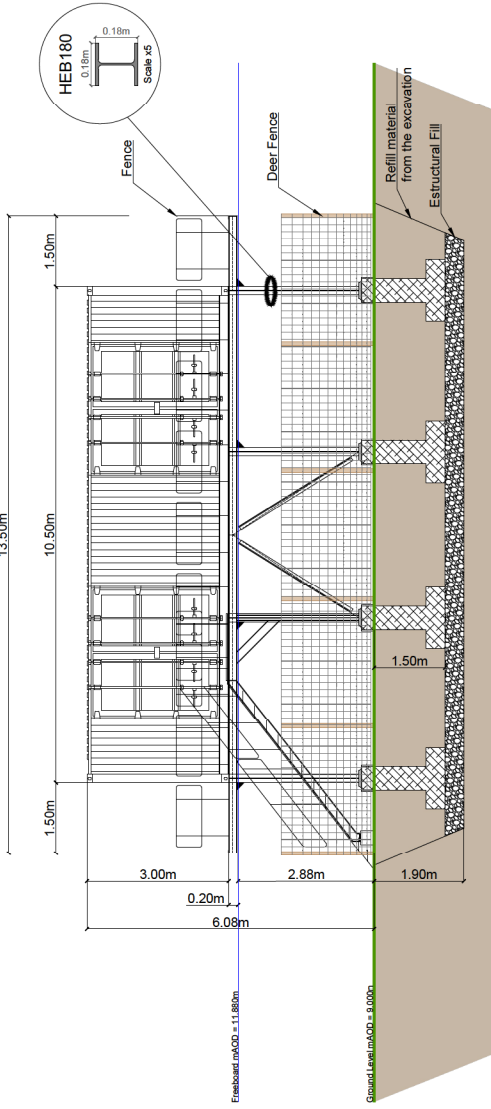 HEB180
0.18m
0.18m
Scale x5
Fence
Deer Fence
Refill material
from the excavation
Estructural Fill
13.50m
1.50m
10.50m
1.50m
3.00m
0.20m
2.88m
6.08m
1.50m
1.90m
Freeboard mAOD = 11.880m
Ground Level mAOD = 9.000m